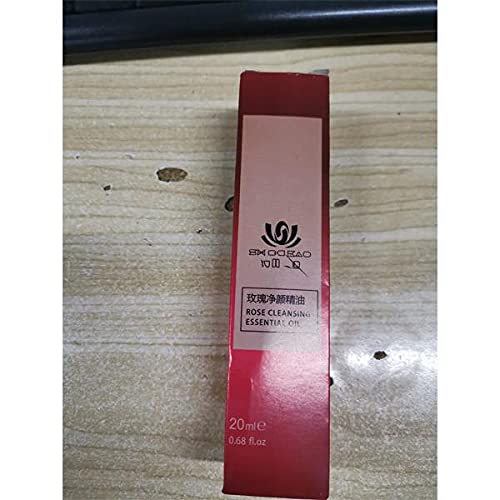 玫瑰净颜精油
ROSE CLEANSING
ESSENTIAL OIL
20ml℮
0.68 fl.oz